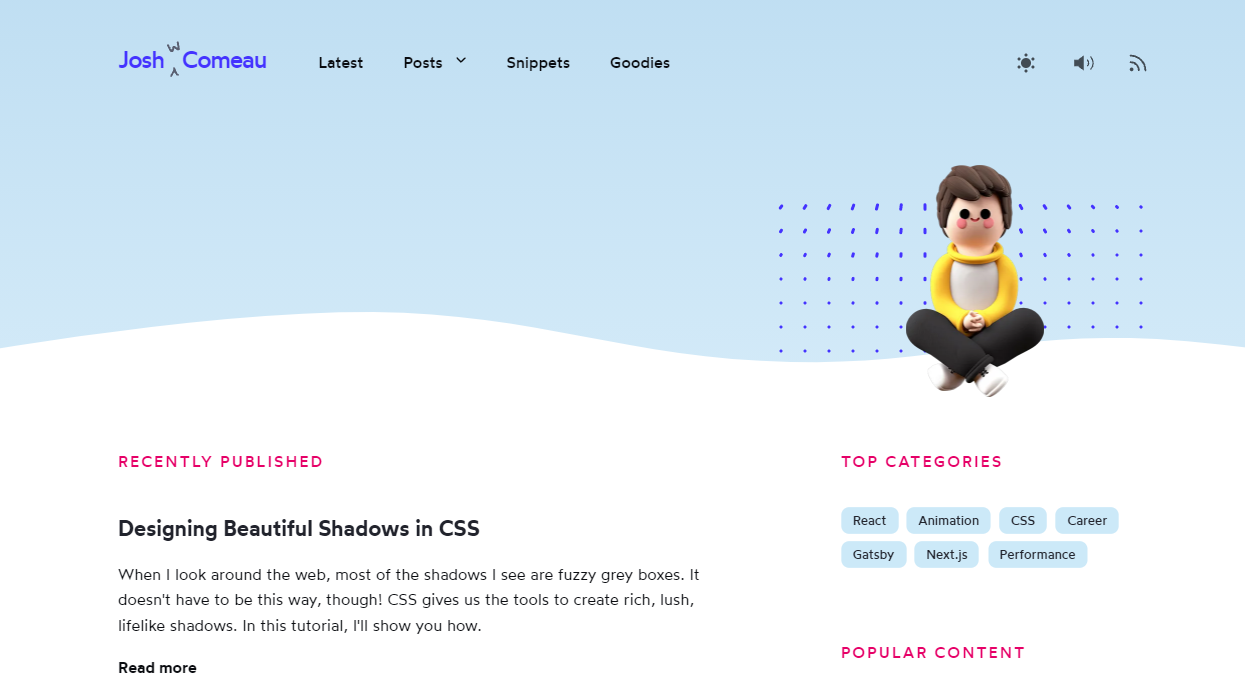 Josh W Comeau
Latest
Posts
Snippets
Goodies
RECENTLY PUBLISHED
Designing Beautiful Shadows in CSS
When I look around the web, most of the shadows I see are fuzzy grey boxes. It
doesn't have to be this way, though! CSS gives us the tools to create rich, lush,
lifelike shadows. In this tutorial, I'll show you how.
Read more
TOP CATEGORIES
React
Animation
CSS
Career
Gatsby
Next.js
Performance
POPULAR CONTENT